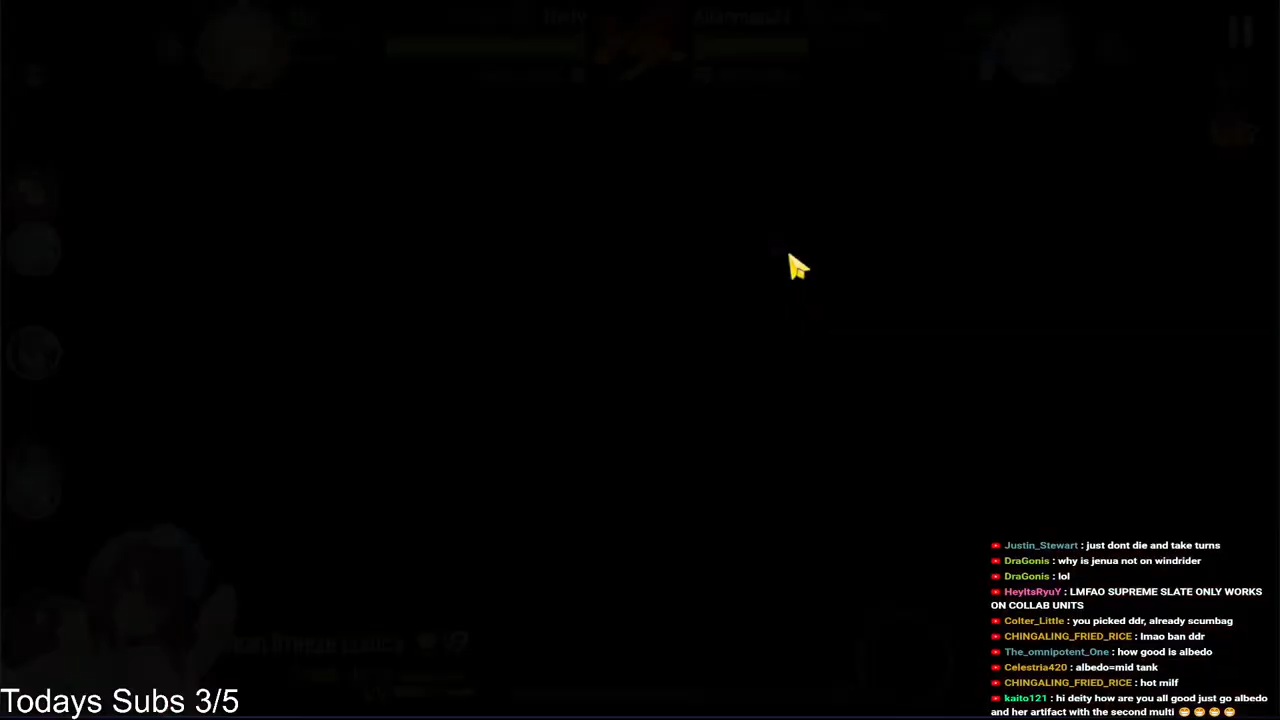 Justin_Stewart : just dont die and take turns
DraGonis : why is jenua not on windrider
DraGonis : lol
HeyItsRyuY : LMFAO SUPREME SLATE ONLY WORKS
ON COLLAB UNITS
Colter_Little : you picked ddr, already scumbag
CHINGALING_FRIED_RICE : lmao ban ddr
The_omnipotent_One : how good is albedo
Celestria420 : albedo=mid tank
CHINGALING_FRIED_RICE : hot milf
kaito121 : hi deity how are you all good just go albedo
and her artifact with the second multi 😁 😁 😁 😁
Todays Subs 3/5